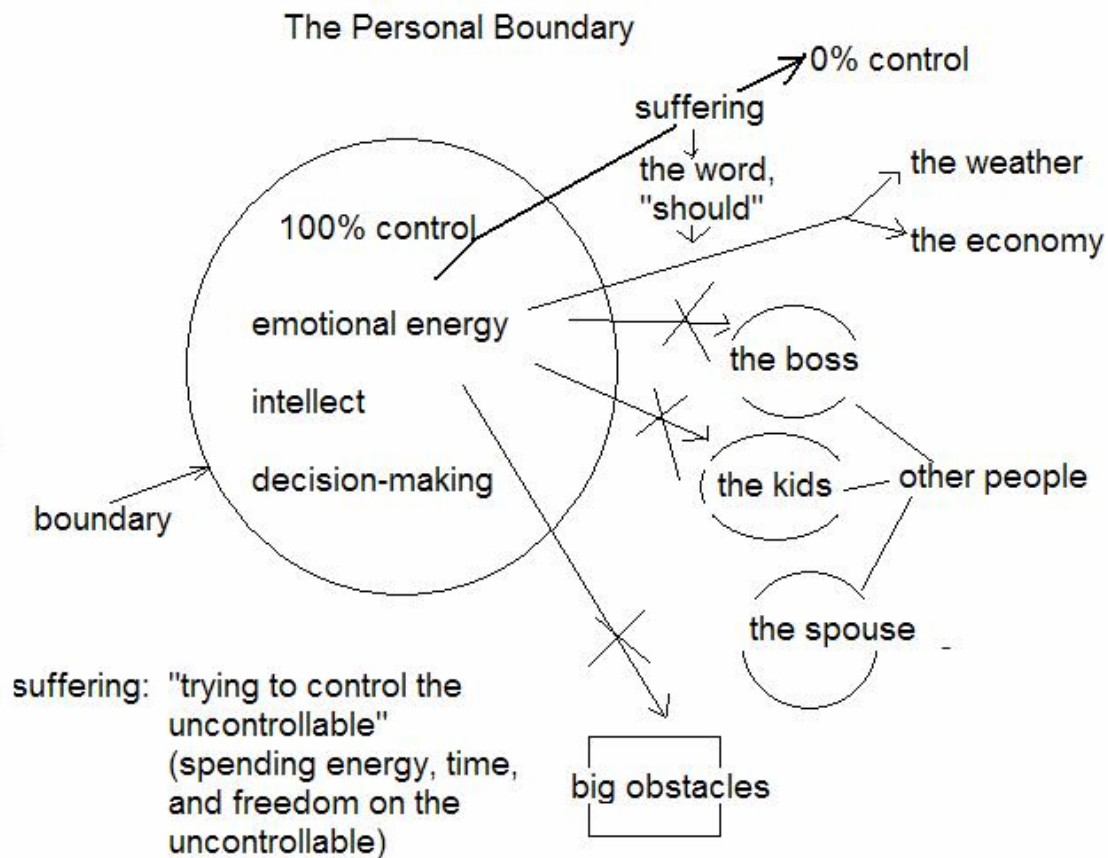 The Personal Boundary
0% control
suffering
the word,
"should"
the weather
the economy
100% control
emotional energy
intellect
decision-making
boundary
the boss
the kids
other people
the spouse
big obstacles
suffering: "trying to control the
uncontrollable"
(spending energy, time,
and freedom on the
uncontrollable)